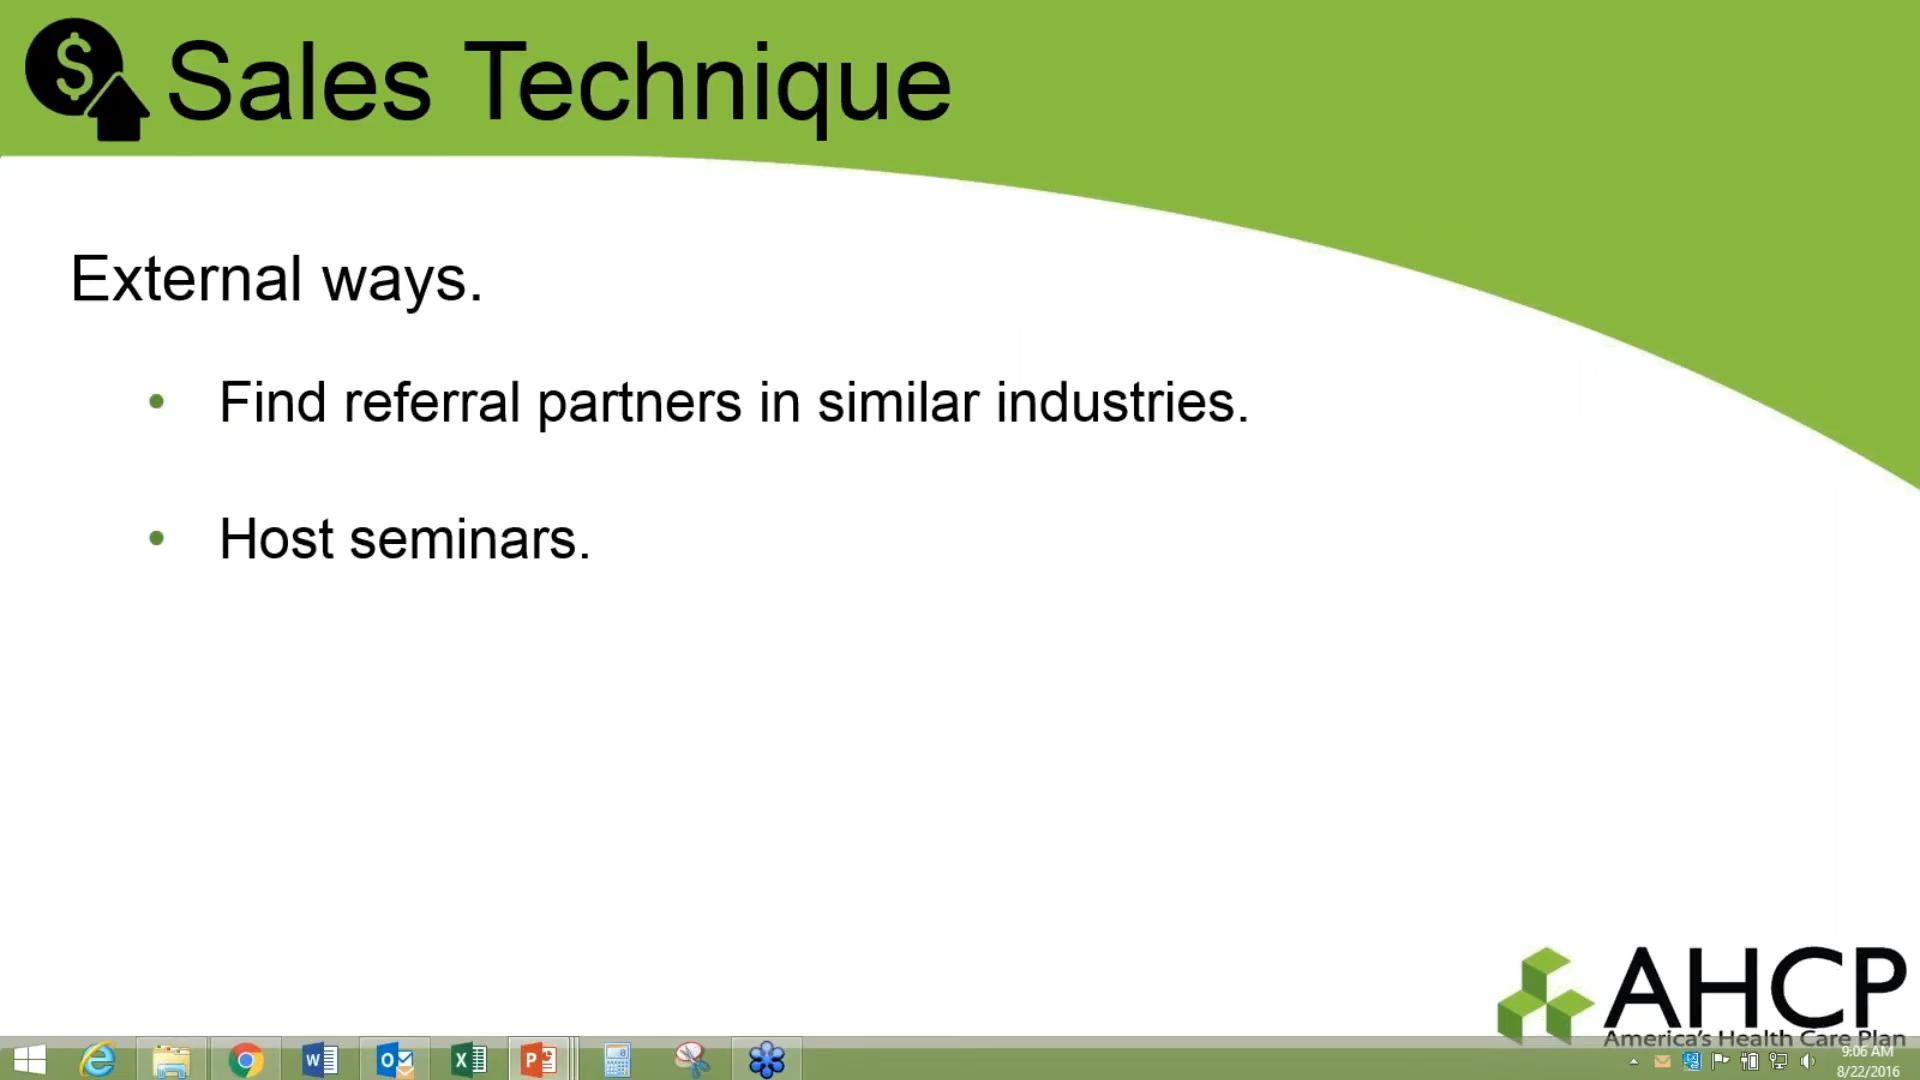 $ Sales Technique
External ways.
• Find referral partners in similar industries.
• Host seminars.
AHCP
America's Health Care Plan
9:06 AM
8/22/2016